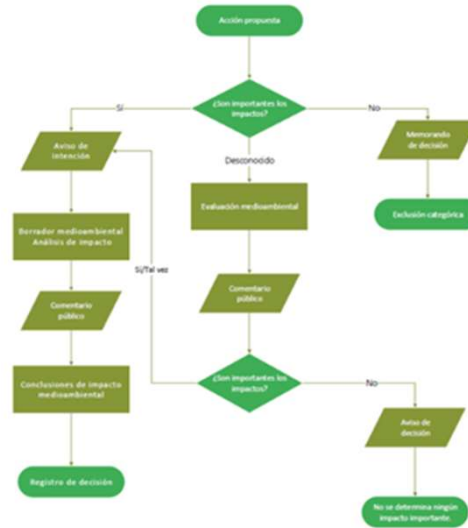 Acción propuesta
¿Son importantes los
impactos?
Sí
No
Desconocido
Aviso de
intención
Memorando
de decisión
Evaluación medioambiental
Exclusión categórica
Borrador medioambiental
Análisis de impacto
Sí/Tal vez
Comentario
público
Comentario
público
Conclusiones de impacto
medioambiental
¿Son importantes los
impactos?
No
Aviso de
decisión
Registro de decisión
No se determina ningún
impacto importante.